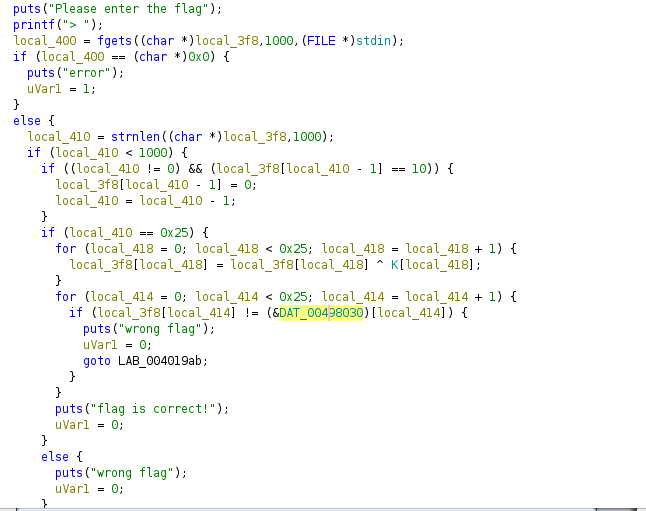 puts("Please enter the flag");
printf("> ");
local_400 = fgets((char *)local_3f8,1000,(FILE *)stdin);
if (local_400 == (char *)0x0) {
puts("error");
uVar1 = 1;
}
else {
local_410 = strnlen((char *)local_3f8,1000);
if (local_410 < 1000) {
if ((local_410 != 0) && (local_3f8[local_410 - 1] == 10)) {
local_3f8[local_410 - 1] = 0;
local_410 = local_410 - 1;
}
if (local_410 == 0x25) {
for (local_418 = 0; local_418 < 0x25; local_418 = local_418 + 1) {
local_3f8[local_418] = local_3f8[local_418] ^ K[local_418];
}
for (local_414 = 0; local_414 < 0x25; local_414 = local_414 + 1) {
if (local_3f8[local_414] != (&DAT_00498030)[local_414]) {
puts("wrong flag");
uVar1 = 0;
goto LAB_004019ab;
}
}
puts("flag is correct!");
uVar1 = 0;
}
else {
puts("wrong flag");
uVar1 = 0;
}